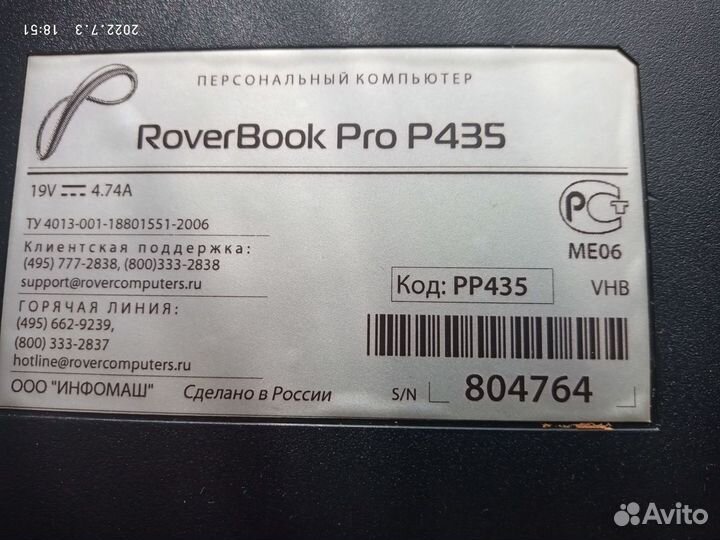 2022.7.3 18:51
ПЕРСОНАЛЬНЫЙ КОМПЬЮТЕР
RoverBook Pro P435
19V 4.74A
ТУ 4013-001-18801551-2006
Клиентская поддержка:
(495) 777-2838, (800)333-2838
support@rovercomputers.ru
ГОРЯЧАЯ ЛИНИЯ:
(495) 662-9239,
(800) 333-2837
hotline@rovercomputers.ru
ООО "ИНФОМАШ" Сделано в России
РСТ
ME06
Код: PP435 VHB
S/N 804764
Avito